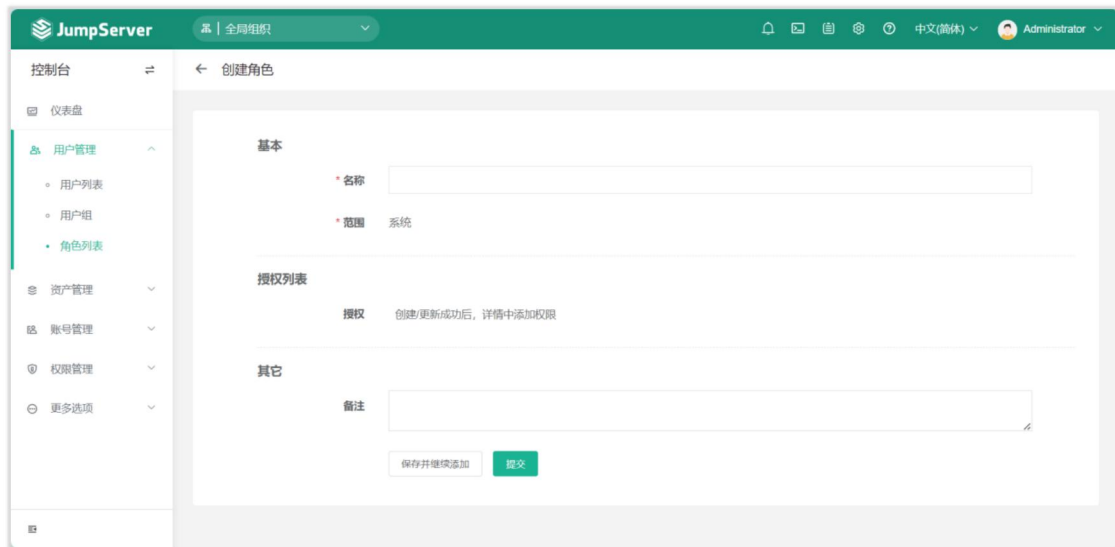 JumpServer
全局组织
中文(简体)
Administrator
控制台
创建角色
仪表盘
用户管理
用户列表
用户组
角色列表
资产管理
账号管理
权限管理
更多选项
基本
* 名称
* 范围 系统
授权列表
授权 创建/更新成功后，详情中添加权限
其它
备注
保存并继续添加 提交